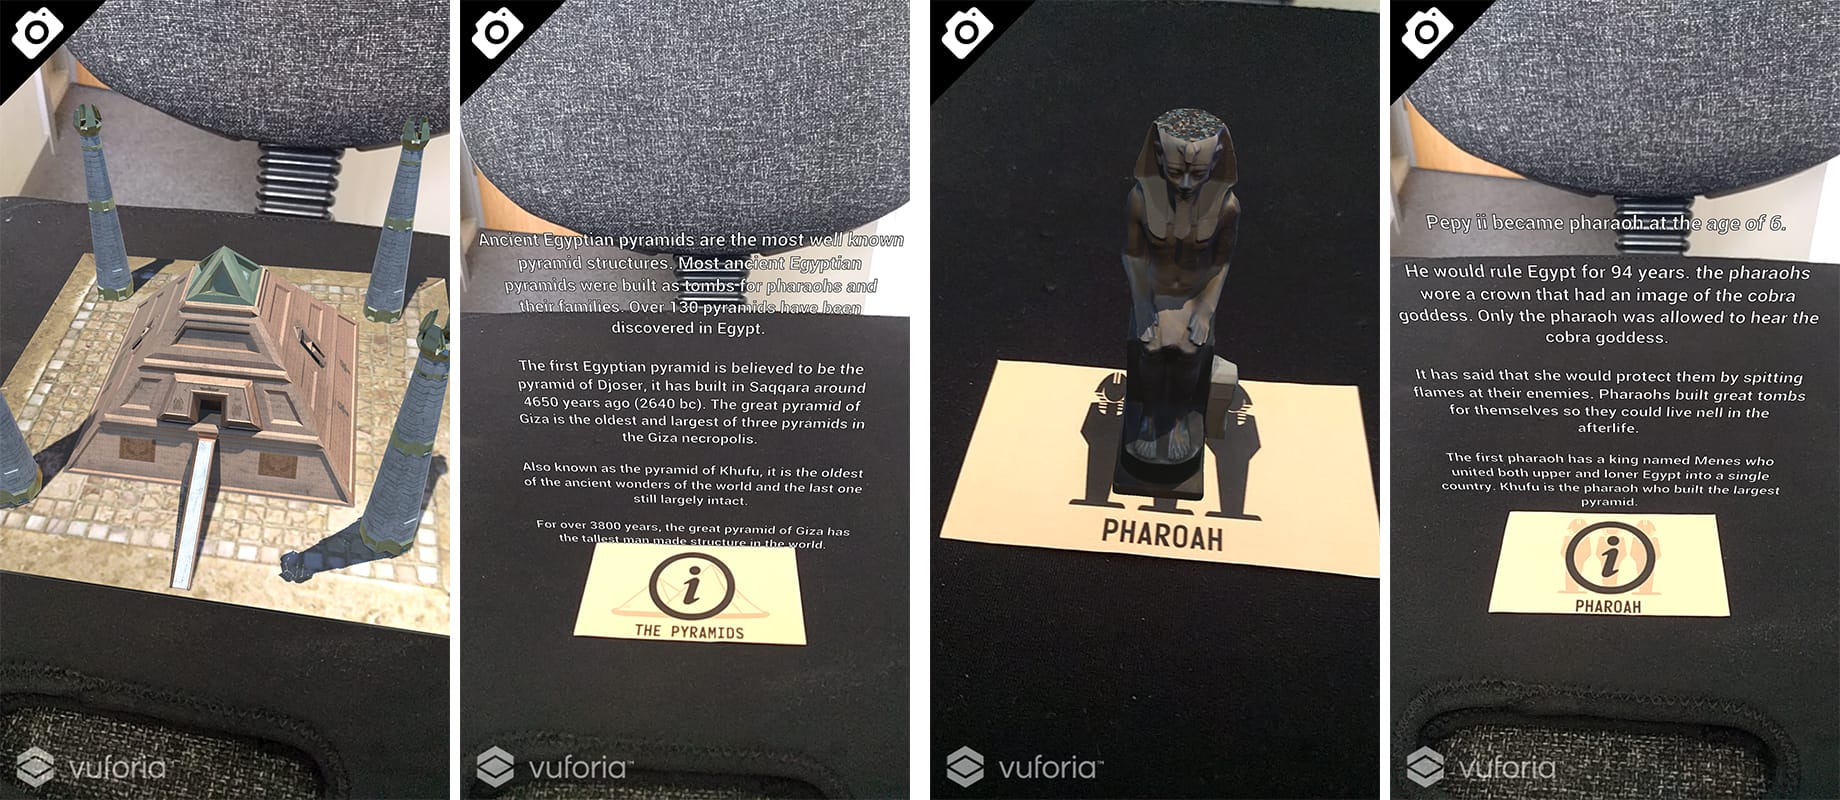 vuforia
Ancient Egyptian pyramids are the most well known
pyramid structures. Most ancient Egyptian
pyramids were built as tombs for pharaohs and
their families. Over 130 pyramids have been
discovered in Egypt.
The first Egyptian pyramid is believed to be the
pyramid of Djoser, it has built in Saqqara around
4650 years ago (2640 bc). The great pyramid of
Giza is the oldest and largest of three pyramids in
the Giza necropolis.
Also known as the pyramid of Khufu, it is the oldest
of the ancient wonders of the world and the last one
still largely intact.
For over 3800 years, the great pyramid of Giza has
the tallest man made structure in the world.
i
THE PYRAMIDS
vuforia™
PHAROAH
vuforia™
Pepy ii became pharaoh at the age of 6.
He would rule Egypt for 94 years. the pharaohs
wore a crown that had an image of the cobra
goddess. Only the pharaoh was allowed to hear the
cobra goddess.
It has said that she would protect them by spitting
flames at their enemies. Pharaohs built great tombs
for themselves so they could live nell in the
afterlife.
The first pharaoh has a king named Menes who
united both upper and loner Egypt into a single
country. Khufu is the pharaoh who built the largest
pyramid.
i
PHAROAH
vuforia